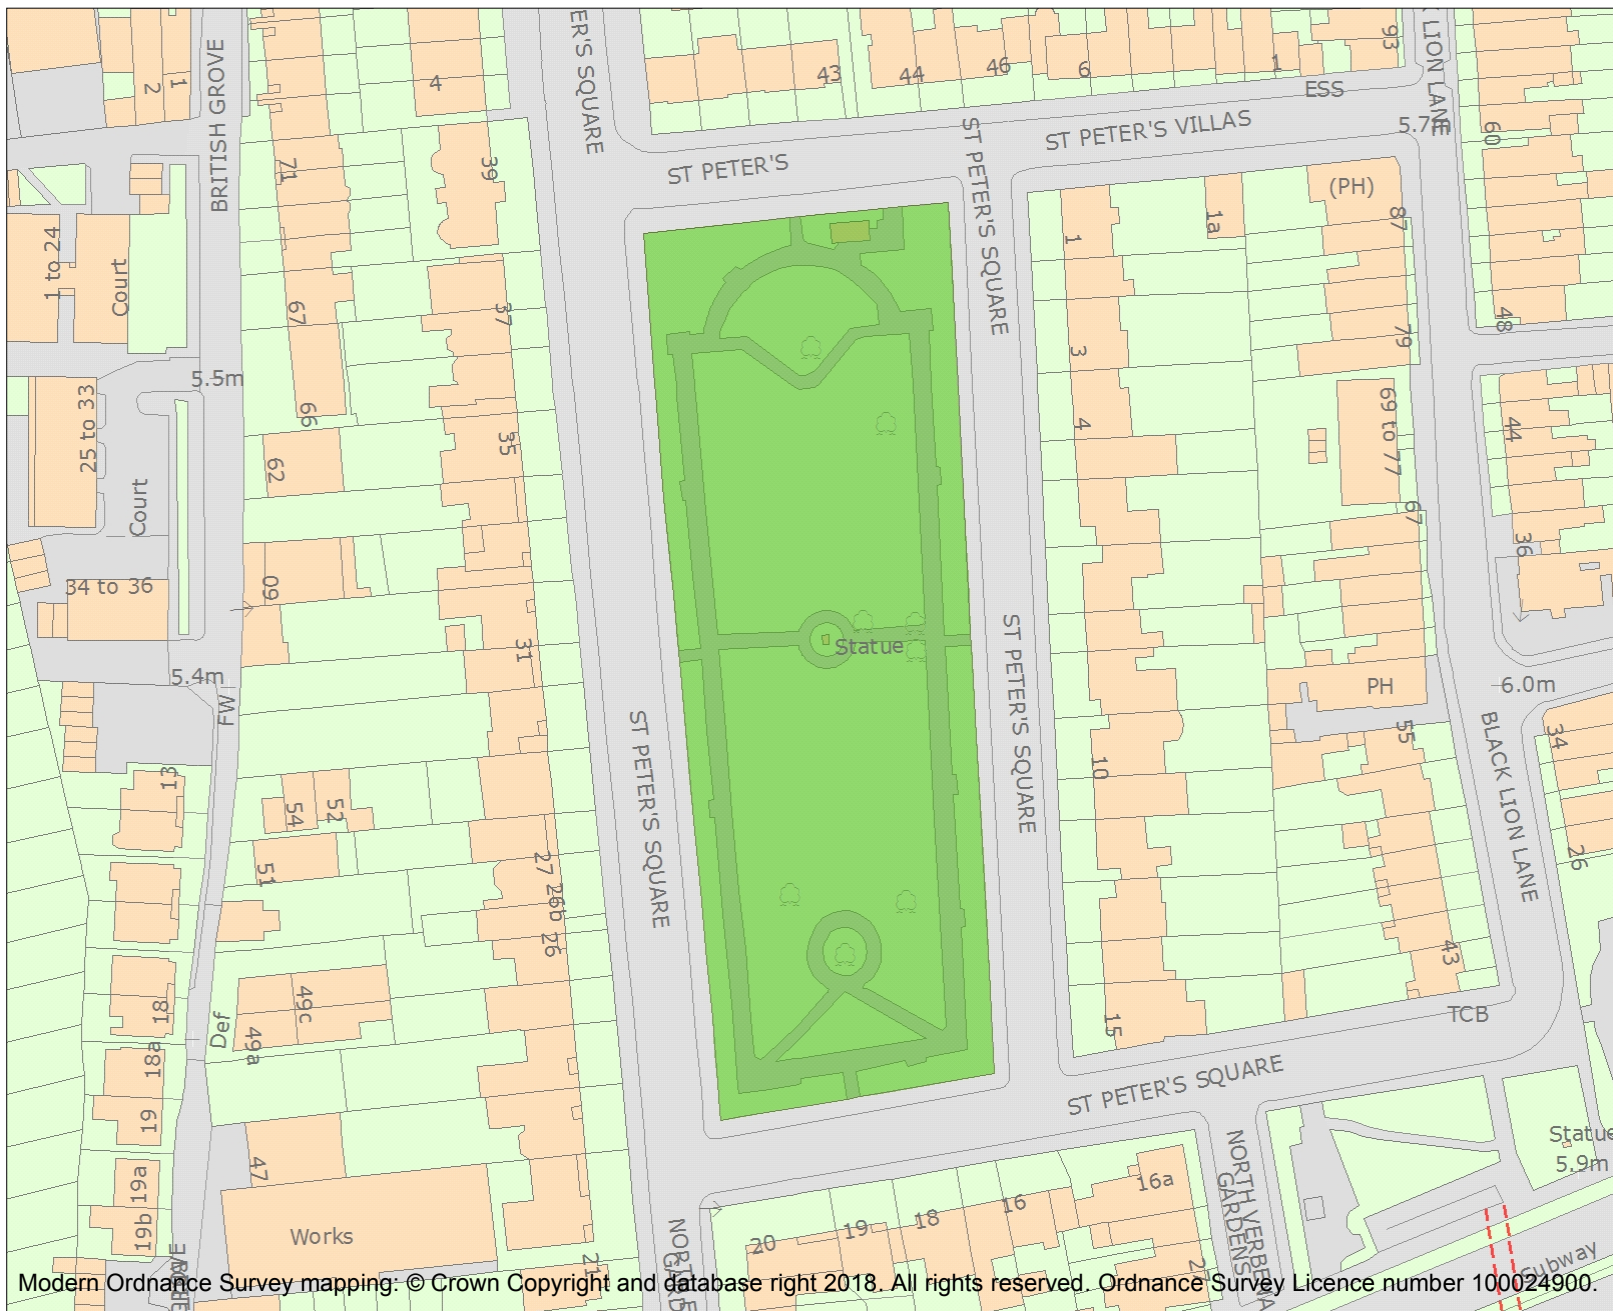 ER'S SQUARE
LION LANE
BRITISH GROVE
2
1
4
43
44
46
6
1
93
ESS
5.7m
60
ST PETER'S VILLAS
ST PETER'S
ST PETER'S SQUARE
71
39
(PH)
87
1a
1
1 to 24
Court
67
37
3
79
48
5.5m
66
25 to 33
62
35
4
69 to 77
44
Court
67
36
34 to 36
60
31
Statue
ST PETER'S SQUARE
5.4m
FW
PH
6.0m
55
34
ST PETER'S SQUARE
BLACK LION LANE
10
13
54
52
51
27
26b
26
26
43
18
49c
Def
49a
15
TCB
18a
19
ST PETER'S SQUARE
Statue
5.9m
47
19a
19b
16a
16
18
19
20
NORTH VERBENA
GARDENS
Works
21
Subway
Modern Ordnance Survey mapping: © Crown Copyright and database right 2018. All rights reserved. Ordnance Survey Licence number 100024900.